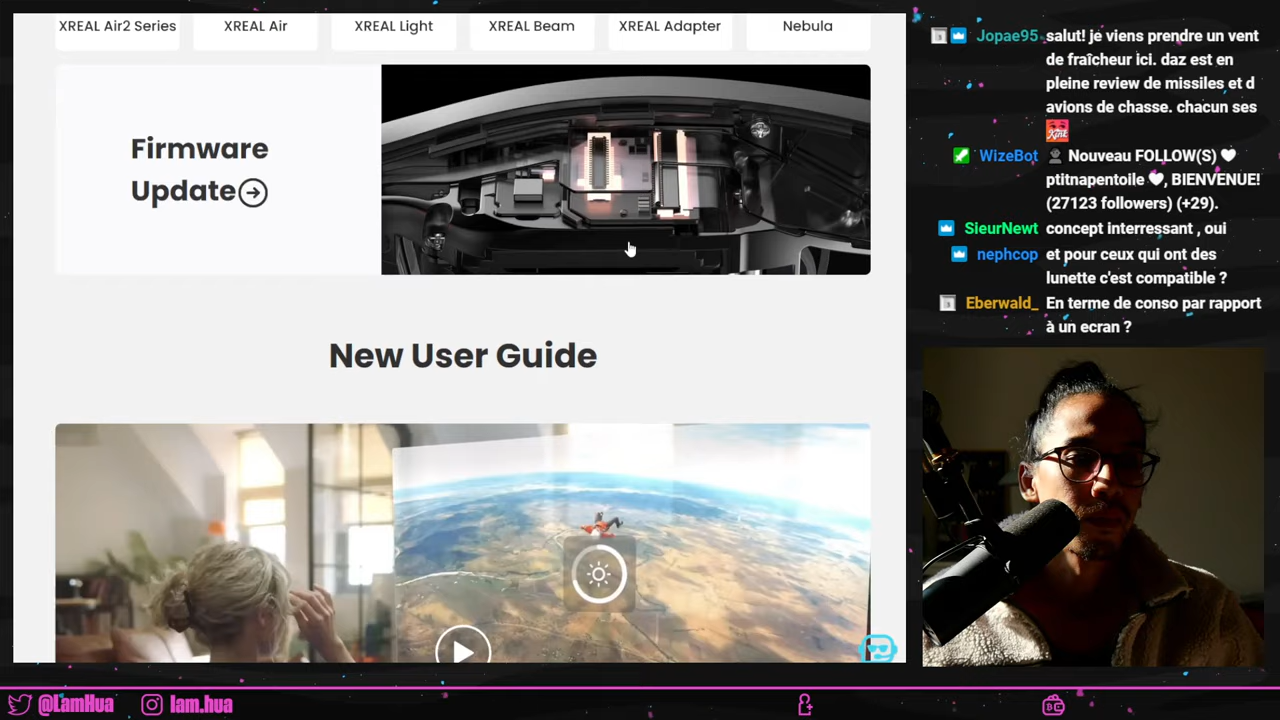 XREAL Air2 Series
XREAL Air
XREAL Light
XREAL Beam
XREAL Adapter
Nebula
Firmware
Update
New User Guide
Jopae95 salut! je viens prendre un vent
de fraîcheur ici. daz est en
pleine review de missiles et d
avions de chasse. chacun ses
WizeBot Nouveau FOLLOW(S)
ptitnapentoile, BIENVENUE!
(27123 followers) (+29).
SieurNewt concept interressant , oui
nephcop et pour ceux qui ont des
lunette c'est compatible ?
Eberwald_ En terme de conso par rapport
à un ecran ?
@LamHua
lam.hua